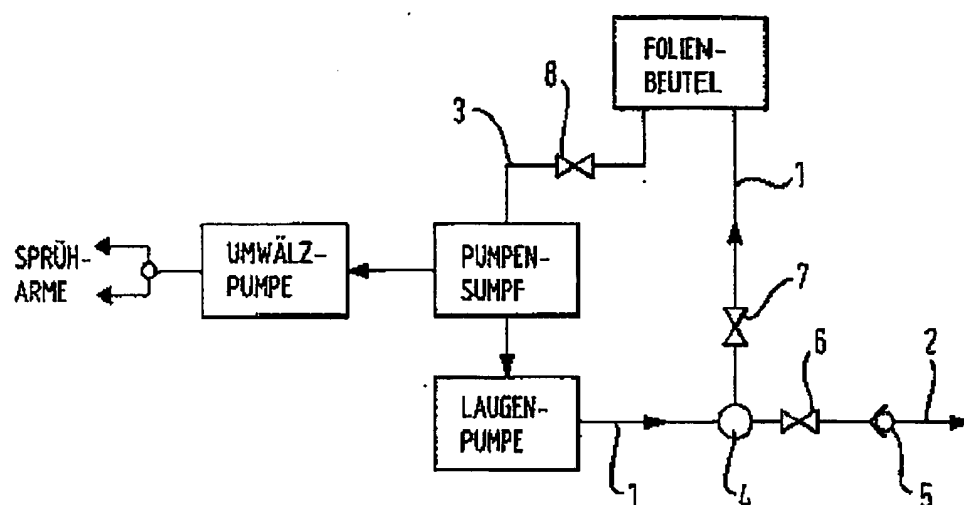 FOLIEN-
BEUTEL
8
3
1
SPRÜH-
ARME
UMWÄLZ-
PUMPE
PUMPEN-
SUMPF
7
6
2
LAUGEN-
PUMPE
1
4
5